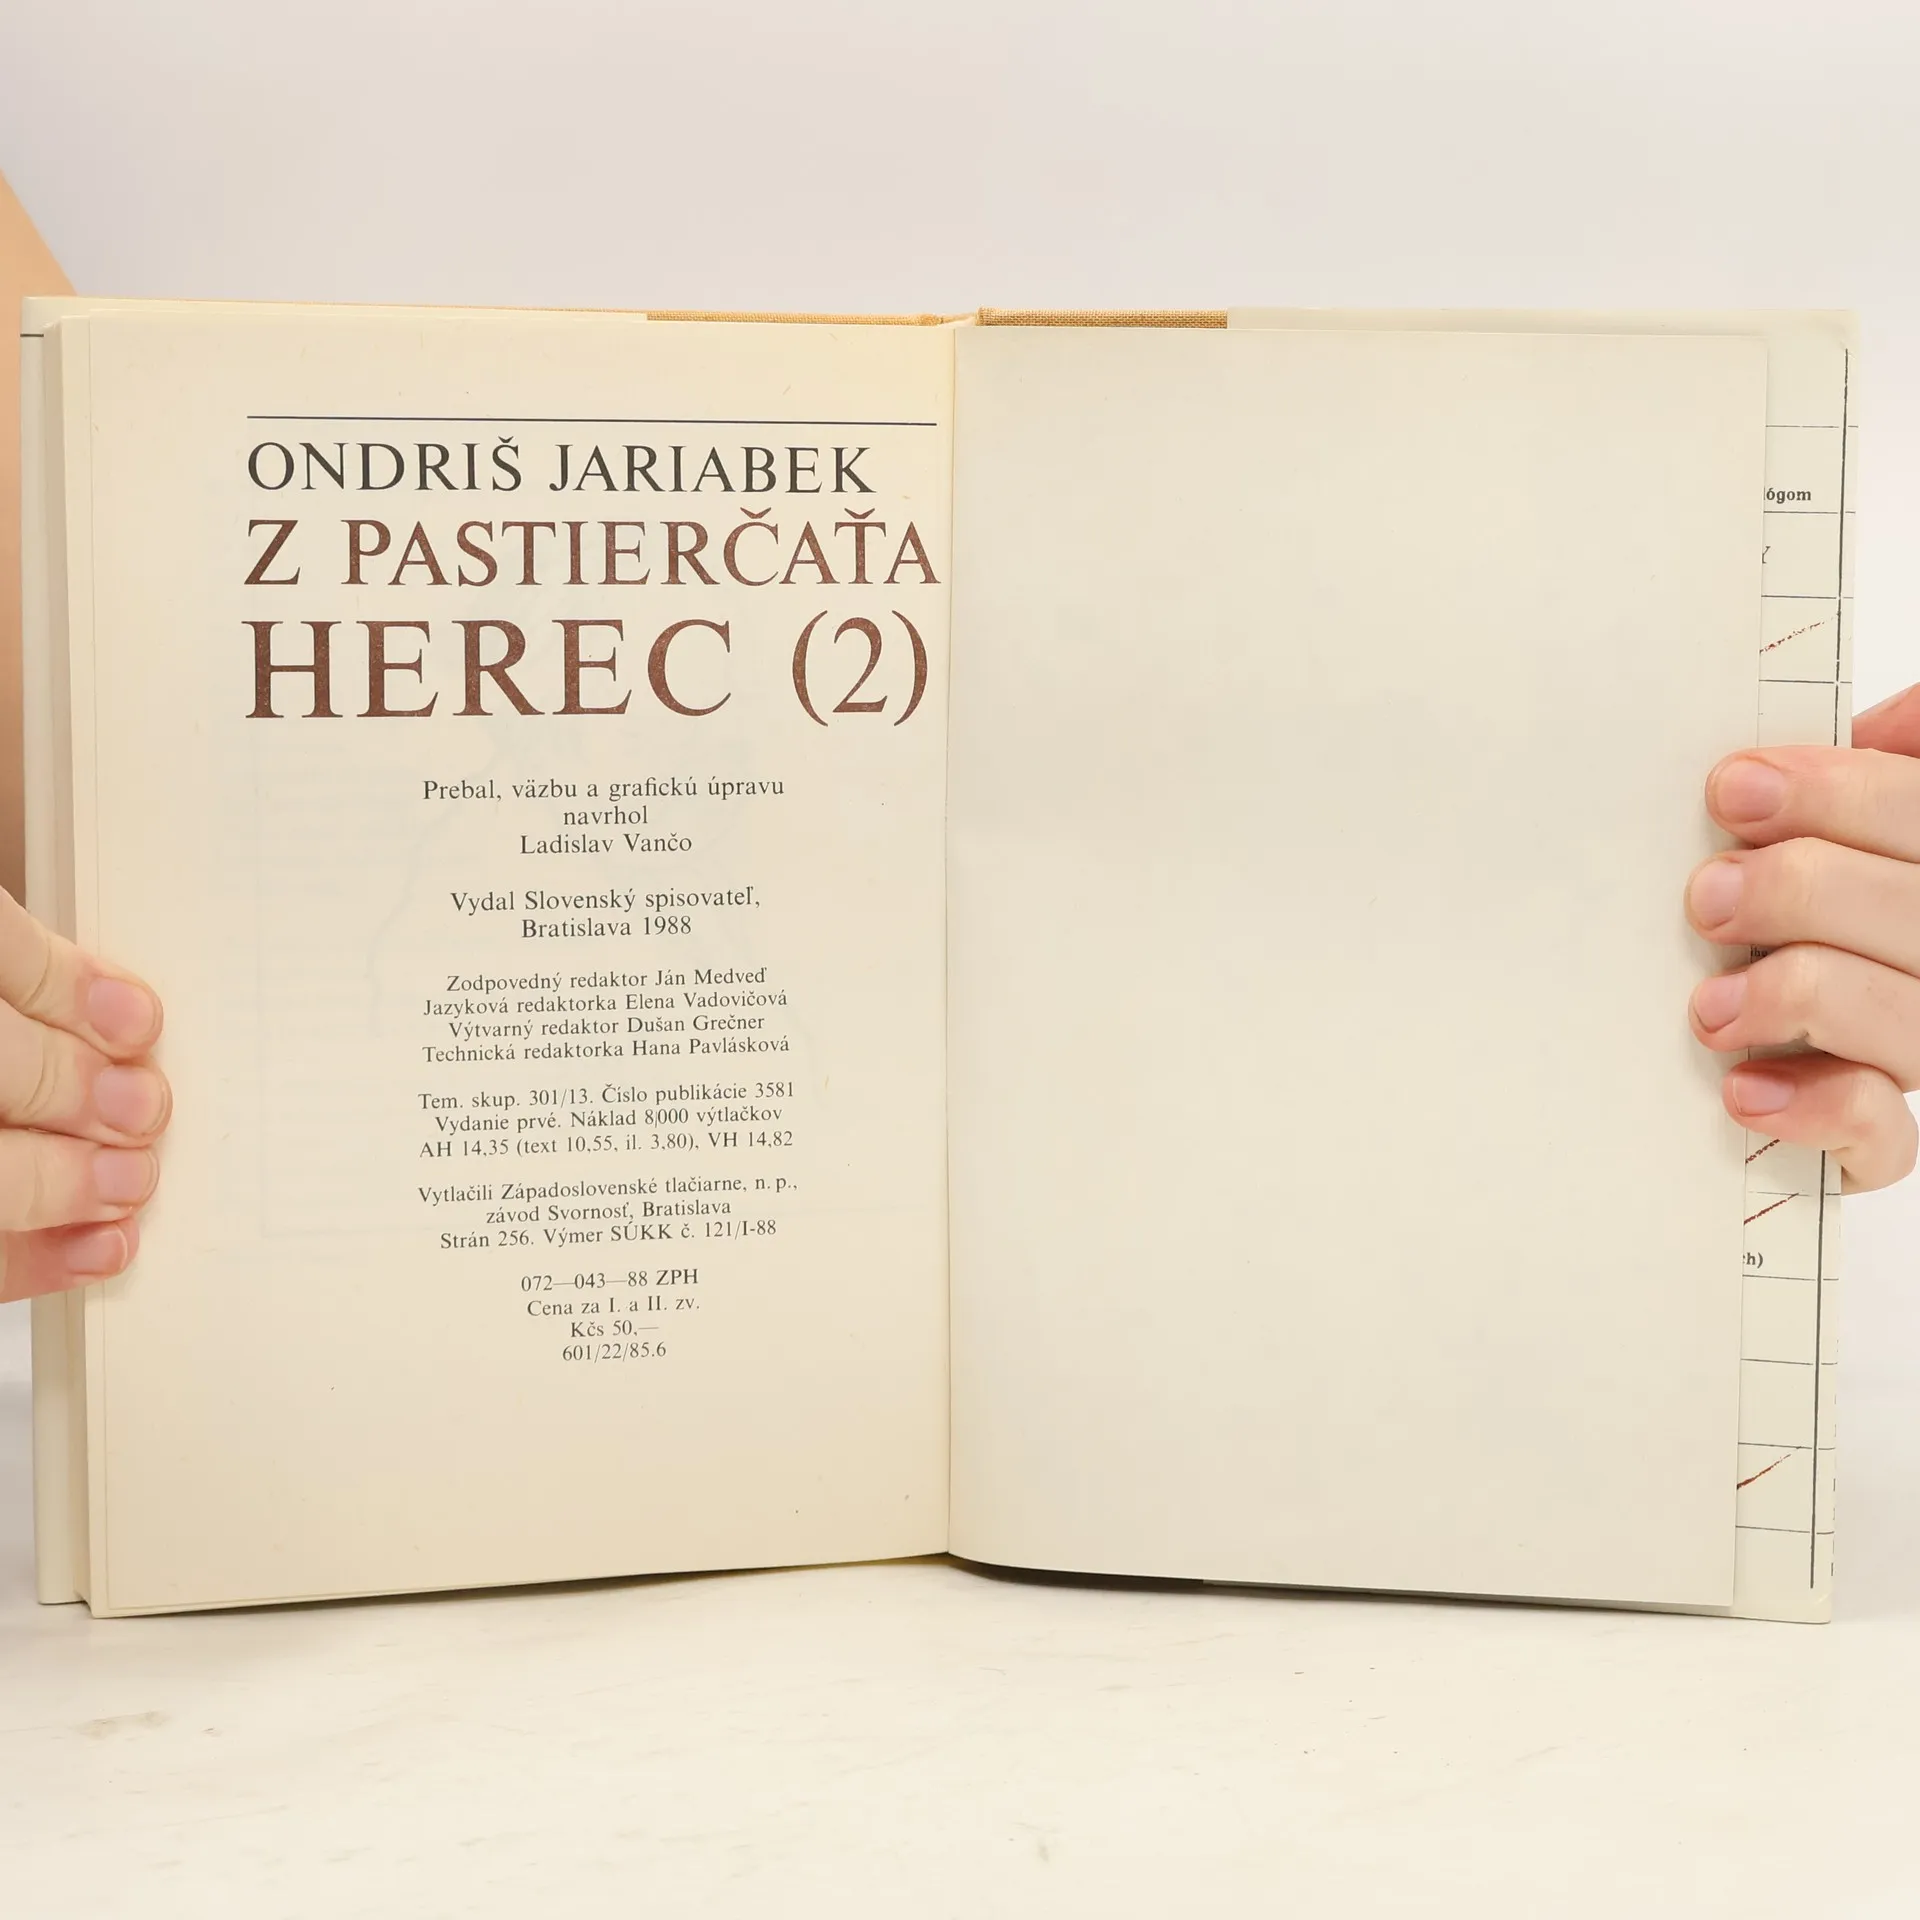 ONDRIŠ JARIABEK
Z PASTIERČAŤA
HEREC (2)
Prebal, väzbu a grafickú úpravu
navrhol
Ladislav Vančo
Vydal Slovenský spisovateľ,
Bratislava 1988
Zodpovedný redaktor Ján Medveď
Jazyková redaktorka Elena Vadovičová
Výtvarný redaktor Dušan Grečner
Technická redaktorka Hana Pavlásková
Tem. skup. 301/13. Číslo publikácie 3581
Vydanie prvé. Náklad 8000 výtlačkov
AH 14,35 (text 10,55, il. 3,80), VH 14,82
Vytlačili Západoslovenské tlačiarne, n. p.,
závod Svornosť, Bratislava
Strán 256. Výmer SÚKK č. 121/I-88
072—043—88 ZPH
Cena za I. a II. zv.
Kčs 50,—
601/22/85.6